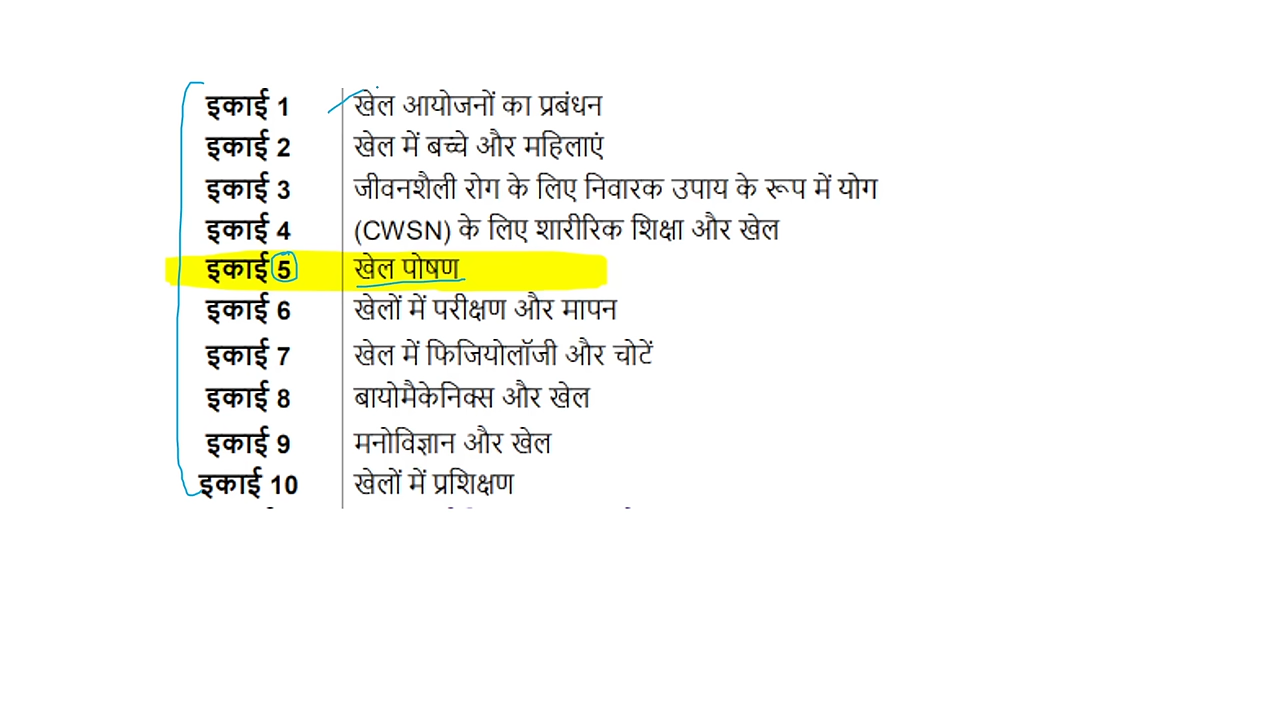 इकाई 1 खेल आयोजनों का प्रबंधन
इकाई 2 खेल में बच्चे और महिलाएं
इकाई 3 जीवनशैली रोग के लिए निवारक उपाय के रूप में योग
इकाई 4 (CWSN) के लिए शारीरिक शिक्षा और खेल
इकाई 5 खेल पोषण
इकाई 6 खेलों में परीक्षण और मापन
इकाई 7 खेल में फिजियोलॉजी और चोटें
इकाई 8 बायोमैकेनिक्स और खेल
इकाई 9 मनोविज्ञान और खेल
इकाई 10 खेलों में प्रशिक्षण